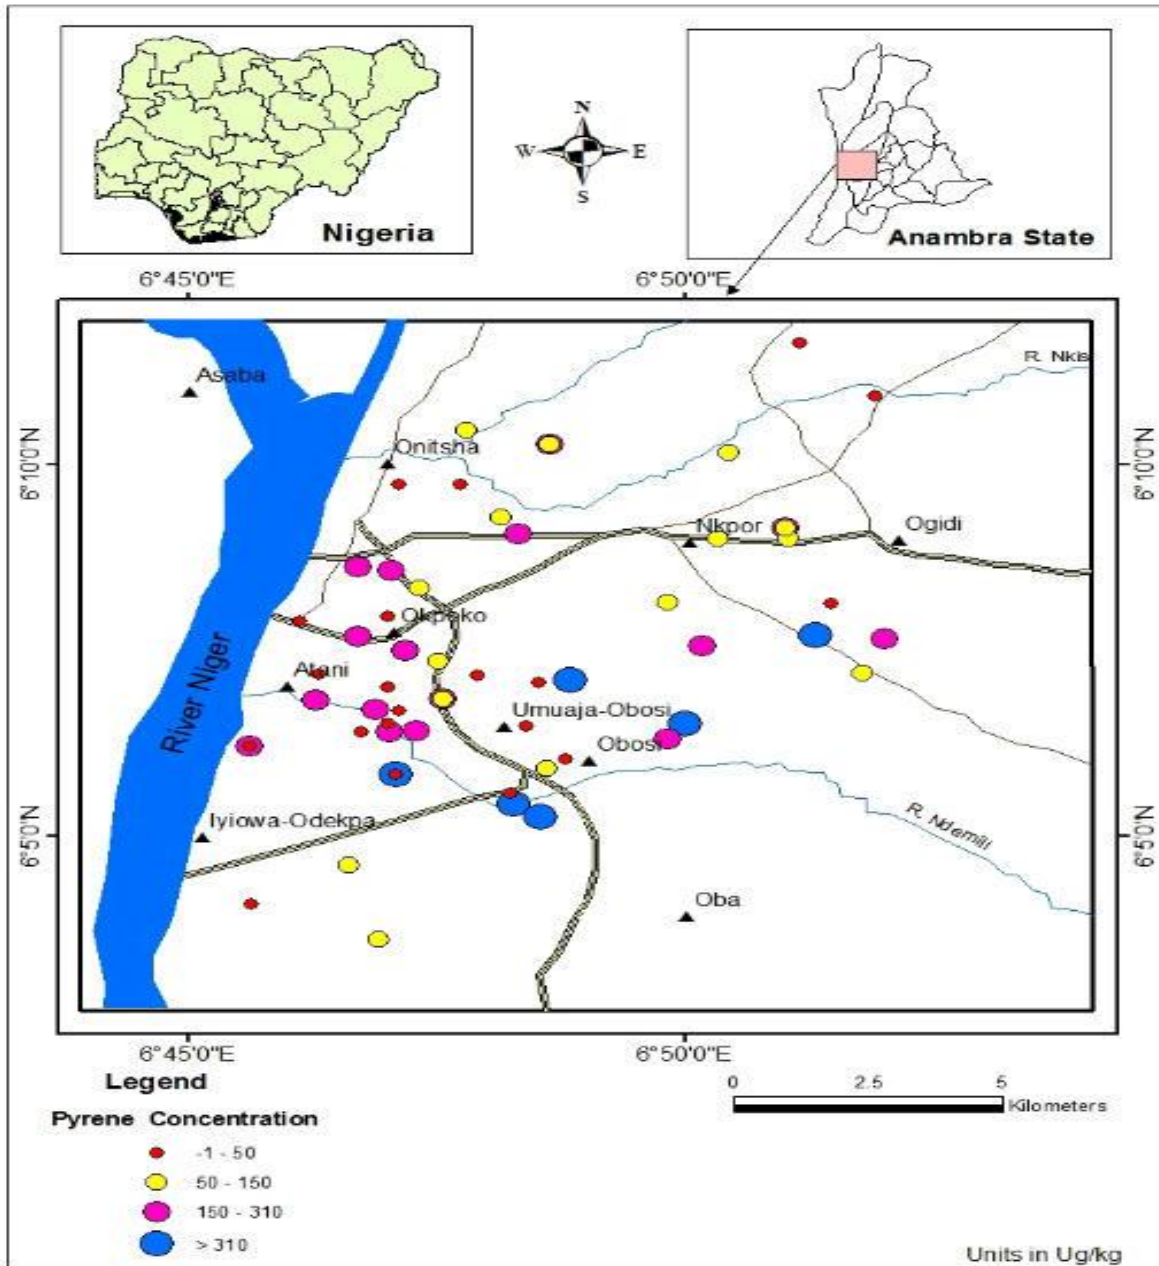 Nigeria
N
W E
S
Anambra State
6°45'0"E 6°50'0"E
Asaba
R. Nkis
Onitsha
6°10'0"N 6°10'0"N
Nkpor
Ogidi
Okpoko
Atani
River Niger
Umuaja-Obosi
Obosi
Iyiowa-Odekpa
R. Ndemili
6°5'0"N 6°5'0"N
Oba
6°45'0"E 6°50'0"E
Legend
0 2.5 5
Kilometers
Pyrene Concentration
-1 - 50
50 - 150
150 - 310
> 310
Units in Ug/kg